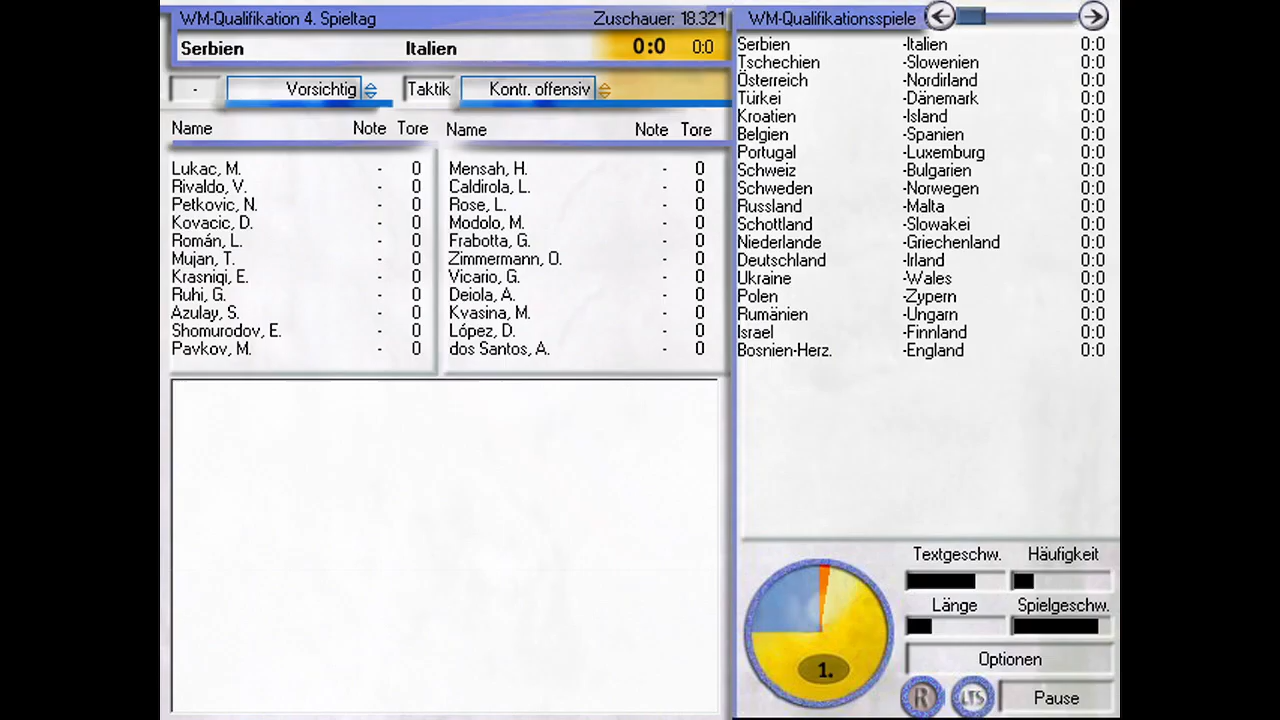 WM-Qualifikation 4. Spieltag Zuschauer: 18.321
Serbien Italien 0:0 0:0
- Vorsichtig Taktik Kontr. offensiv
Name Note Tore Name Note Tore
Lukac, M. - 0 Mensah, H. - 0
Rivaldo, V. - 0 Caldirola, L. - 0
Petkovic, N. - 0 Rose, L. - 0
Kovacic, D. - 0 Modolo, M. - 0
Román, L. - 0 Frabotta, G. - 0
Mujan, T. - 0 Zimmermann, O. - 0
Krasniqi, E. - 0 Vicario, G. - 0
Ruhi, G. - 0 Deiola, A. - 0
Azulay, S. - 0 Kvasina, M. - 0
Shomurodov, E. - 0 López, D. - 0
Pavkov, M. - 0 dos Santos, A. - 0
WM-Qualifikationsspiele
Serbien -Italien 0:0
Tschechien -Slowenien 0:0
Österreich -Nordirland 0:0
Türkei -Dänemark 0:0
Kroatien -Island 0:0
Belgien -Spanien 0:0
Portugal -Luxemburg 0:0
Schweiz -Bulgarien 0:0
Schweden -Norwegen 0:0
Russland -Malta 0:0
Schottland -Slowakei 0:0
Niederlande -Griechenland 0:0
Deutschland -Irland 0:0
Ukraine -Wales 0:0
Polen -Zypern 0:0
Rumänien -Ungarn 0:0
Israel -Finnland 0:0
Bosnien-Herz. -England 0:0
Textgeschw. Häufigkeit
Länge Spielgeschw.
Optionen
1.
R LTS Pause